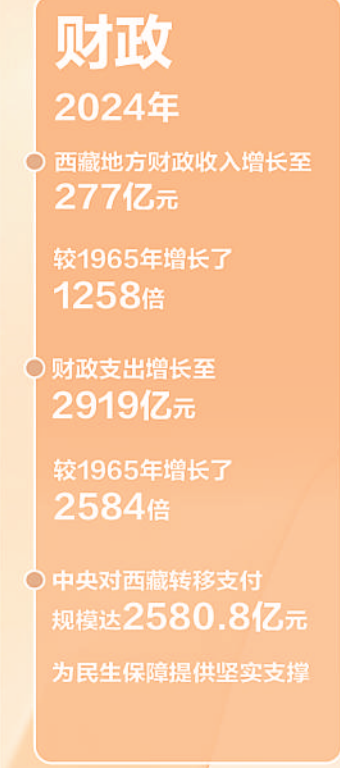 财政
2024年
西藏地方财政收入增长至
277亿元
较1965年增长了
1258倍
财政支出增长至
2919亿元
较1965年增长了
2584倍
中央对西藏转移支付
规模达2580.8亿元
为民生保障提供坚实支撑